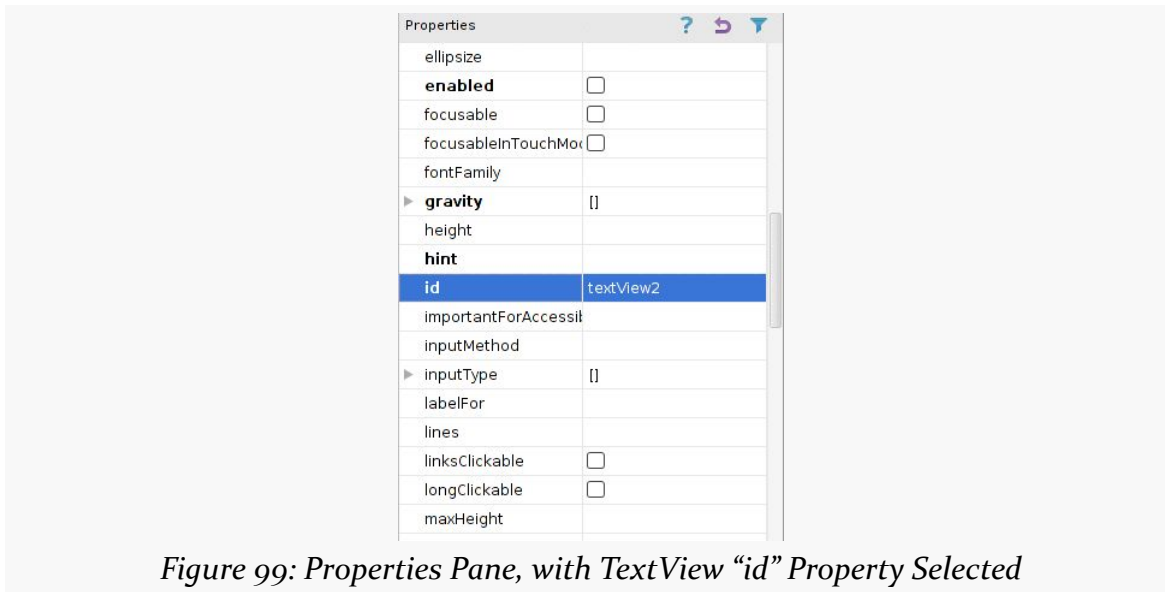 Properties
ellipsize
enabled
focusable
focusableInTouchMo
fontFamily
gravity []
height
hint
id textView2
importantForAccessib
inputMethod
inputType []
labelFor
lines
linksClickable
longClickable
maxHeight
Figure 99: Properties Pane, with TextView “id” Property Selected